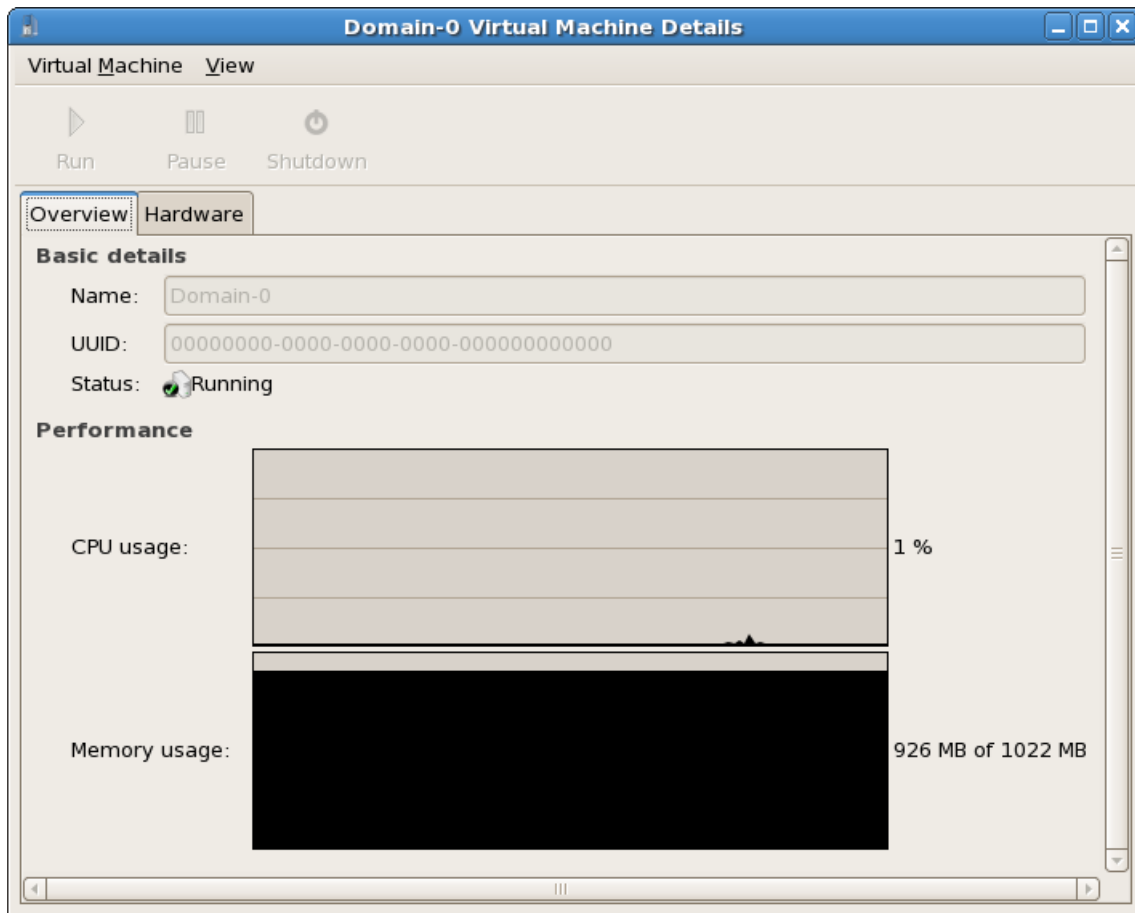 Domain-0 Virtual Machine Details
Virtual Machine View
Run Pause Shutdown
Overview Hardware
Basic details
Name: Domain-0
UUID: 00000000-0000-0000-0000-000000000000
Status: Running
Performance
CPU usage: 1 %
Memory usage: 926 MB of 1022 MB